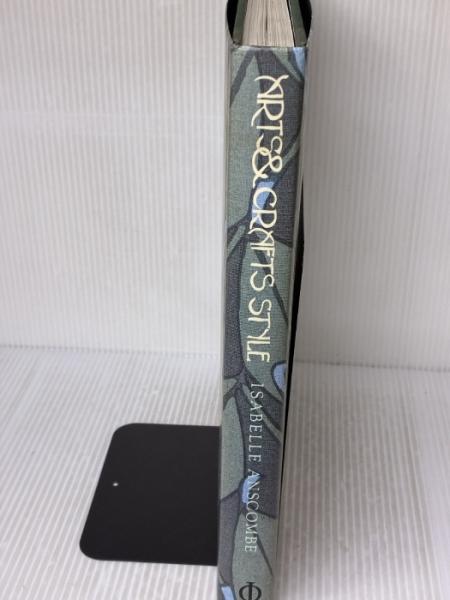 ARTS & CRAFTS STYLE
ISABELLE ANSCOMBE
Φ